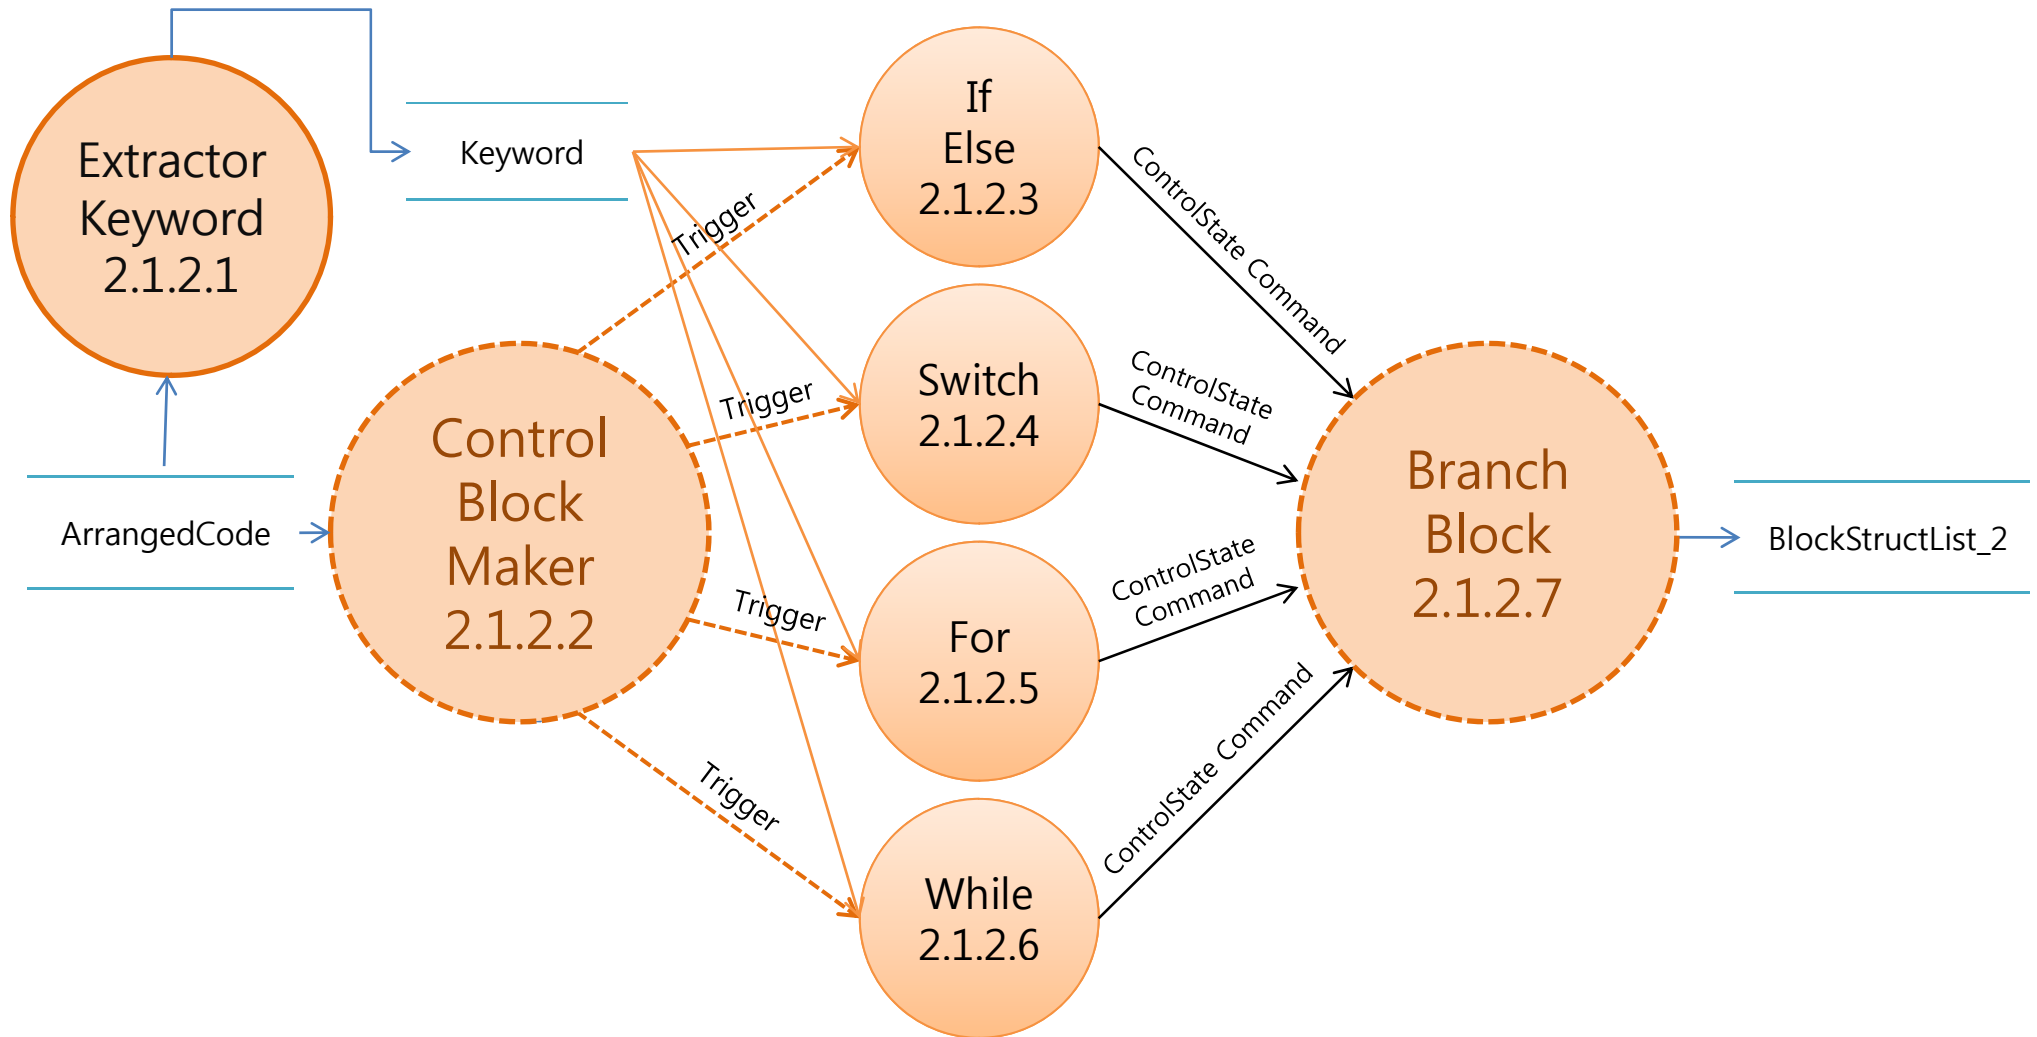 Extractor
Keyword
2.1.2.1
Keyword
ArrangedCode
Control
Block
Maker
2.1.2.2
Trigger
Trigger
Trigger
Trigger
If
Else
2.1.2.3
Switch
2.1.2.4
For
2.1.2.5
While
2.1.2.6
ControlState Command
ControlState
Command
ControlState
Command
ControlState Command
Branch
Block
2.1.2.7
BlockStructList_2